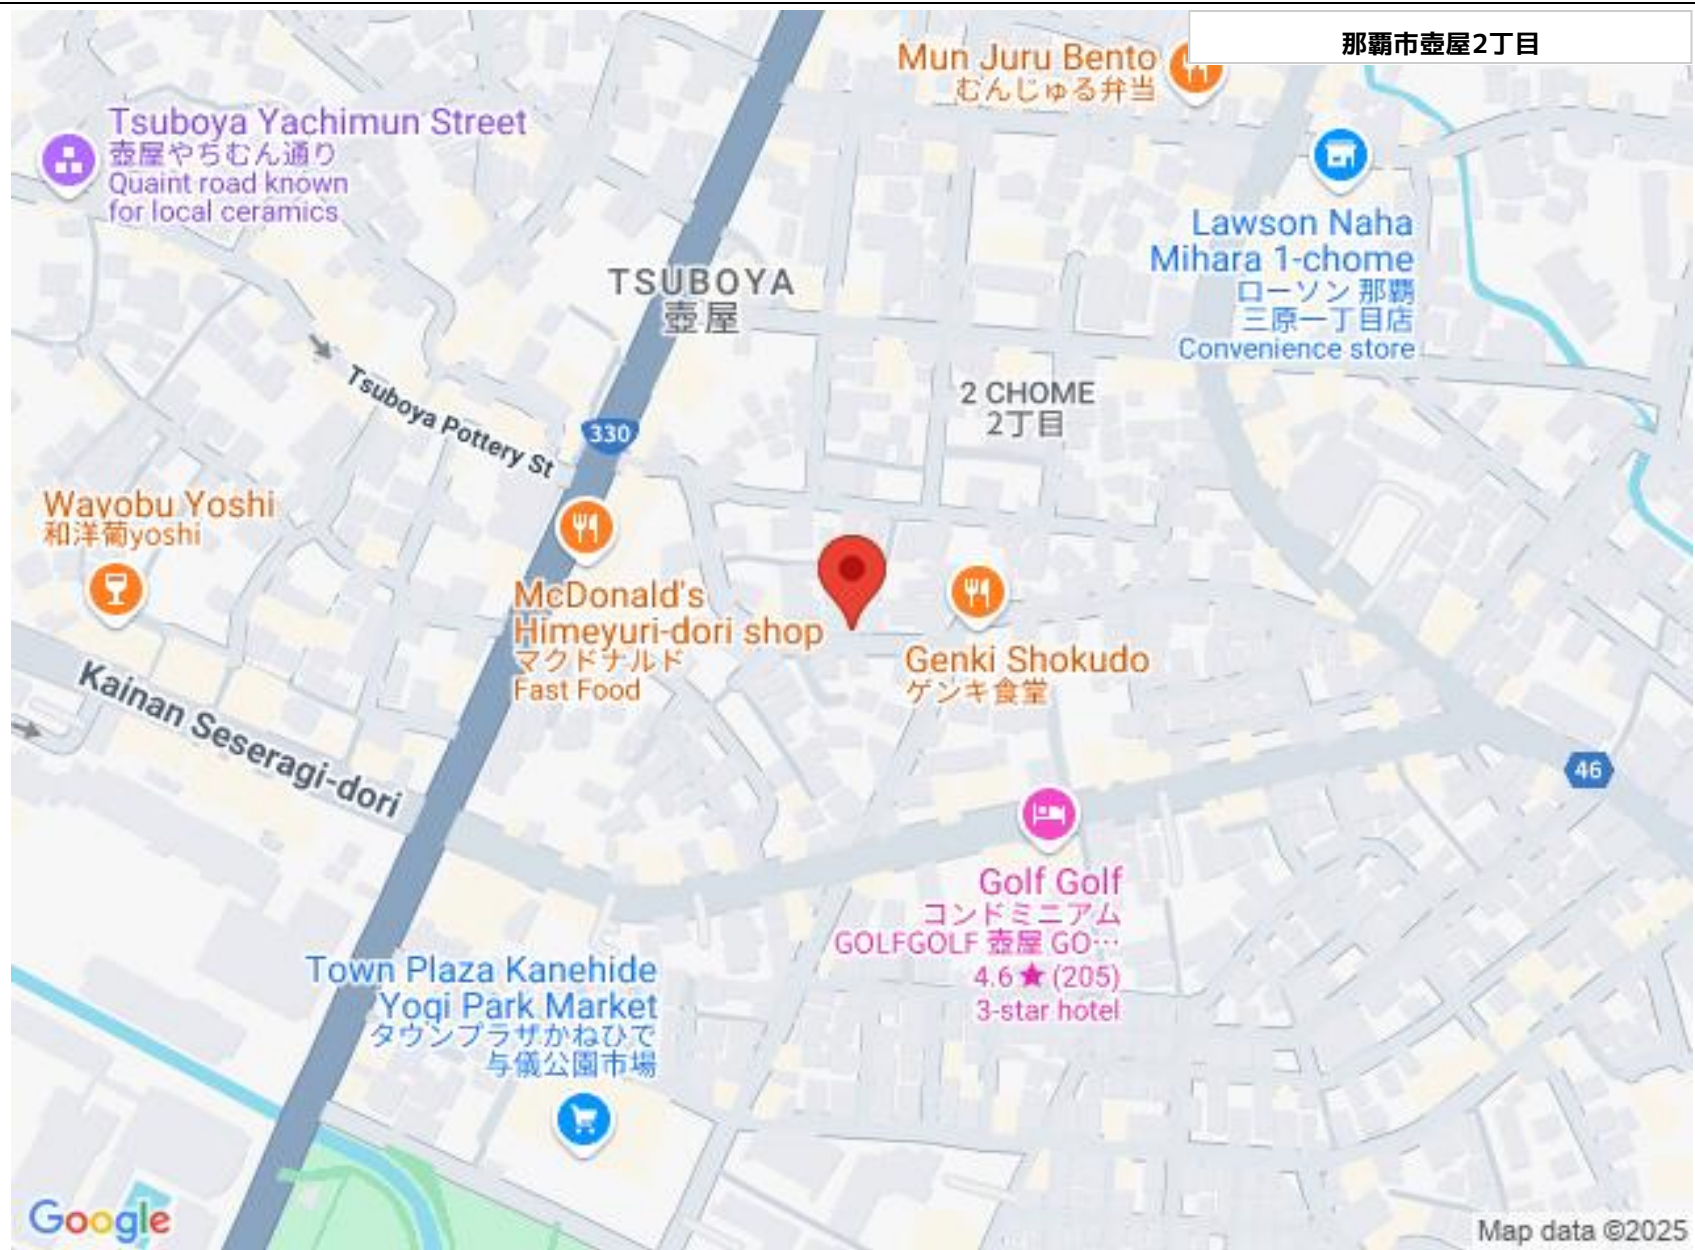 那覇市壺屋2丁目
Mun Juru Bento
むんじゅる弁当
Tsuboya Yachimun Street
壺屋やちむん通り
Quaint road known
for local ceramics
Lawson Naha
Mihara 1-chome
ローソン 那覇
三原一丁目店
Convenience store
TSUBOYA
壺屋
Tsuboya Pottery St
330
2 CHOME
2丁目
Wayobu Yoshi
和洋葡yoshi
McDonald's
Himeyuri-dori shop
マクドナルド
Fast Food
Genki Shokudo
ゲンキ食堂
Kainan Seseragi-dori
46
Golf Golf
コンドミニアム
GOLFGOLF 壺屋 GO…
4.6★(205)
3-star hotel
Town Plaza Kanehide
Yogi Park Market
タウンプラザかねひで
与儀公園市場
Google
Map data ©2025